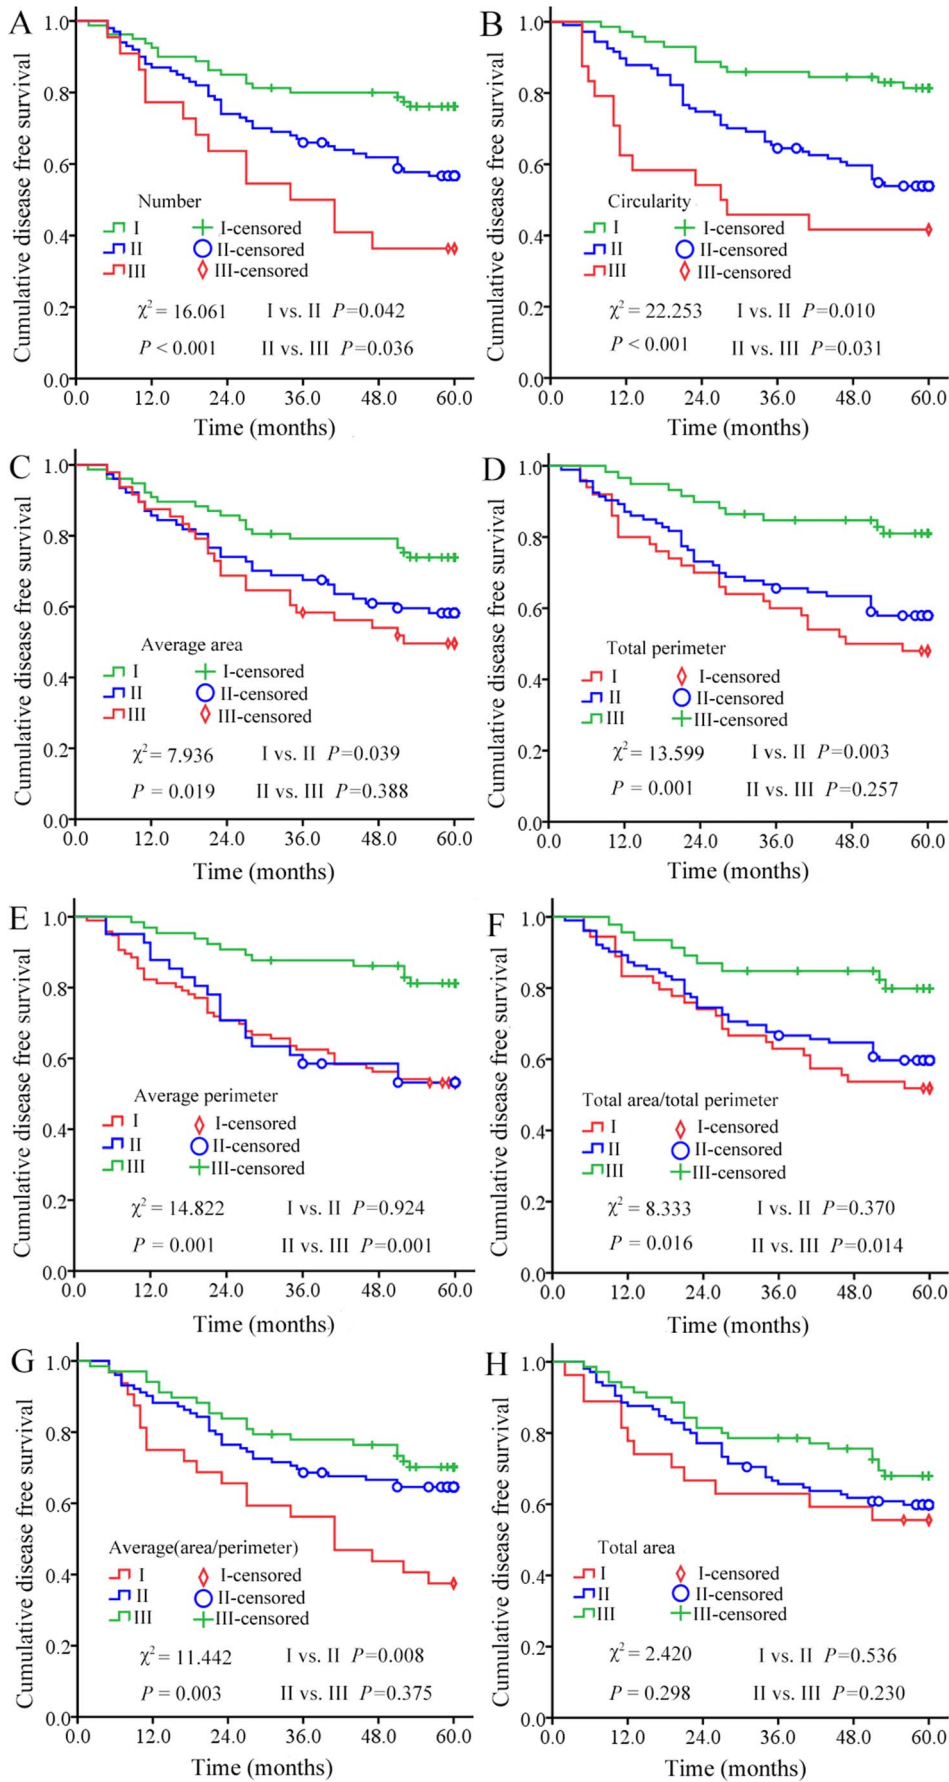 A
Cumulative disease free survival
1.0
0.8
0.6
0.4
0.2
0.0
Number
I I-censored
II II-censored
III III-censored
χ² = 16.061 I vs. II P=0.042
P < 0.001 II vs. III P=0.036
0.0 12.0 24.0 36.0 48.0 60.0
Time (months)
B
Cumulative disease free survival
1.0
0.8
0.6
0.4
0.2
0.0
Circularity
I I-censored
II II-censored
III III-censored
χ² = 22.253 I vs. II P=0.010
P < 0.001 II vs. III P=0.031
0.0 12.0 24.0 36.0 48.0 60.0
Time (months)
C
Cumulative disease free survival
1.0
0.8
0.6
0.4
0.2
0.0
Average area
I I-censored
II II-censored
III III-censored
χ² = 7.936 I vs. II P=0.039
P = 0.019 II vs. III P=0.388
0.0 12.0 24.0 36.0 48.0 60.0
Time (months)
D
Cumulative disease free survival
1.0
0.8
0.6
0.4
0.2
0.0
Total perimeter
I I-censored
II II-censored
III III-censored
χ² = 13.599 I vs. II P=0.003
P = 0.001 II vs. III P=0.257
0.0 12.0 24.0 36.0 48.0 60.0
Time (months)
E
Cumulative disease free survival
1.0
0.8
0.6
0.4
0.2
0.0
Average perimeter
I I-censored
II II-censored
III III-censored
χ² = 14.822 I vs. II P=0.924
P = 0.001 II vs. III P=0.001
0.0 12.0 24.0 36.0 48.0 60.0
Time (months)
F
Cumulative disease free survival
1.0
0.8
0.6
0.4
0.2
0.0
Total area/total perimeter
I I-censored
II II-censored
III III-censored
χ² = 8.333 I vs. II P=0.370
P = 0.016 II vs. III P=0.014
0.0 12.0 24.0 36.0 48.0 60.0
Time (months)
G
Cumulative disease free survival
1.0
0.8
0.6
0.4
0.2
0.0
Average(area/perimeter)
I I-censored
II II-censored
III III-censored
χ² = 11.442 I vs. II P=0.008
P = 0.003 II vs. III P=0.375
0.0 12.0 24.0 36.0 48.0 60.0
Time (months)
H
Cumulative disease free survival
1.0
0.8
0.6
0.4
0.2
0.0
Total area
I I-censored
II II-censored
III III-censored
χ² = 2.420 I vs. II P=0.536
P = 0.298 II vs. III P=0.230
0.0 12.0 24.0 36.0 48.0 60.0
Time (months)